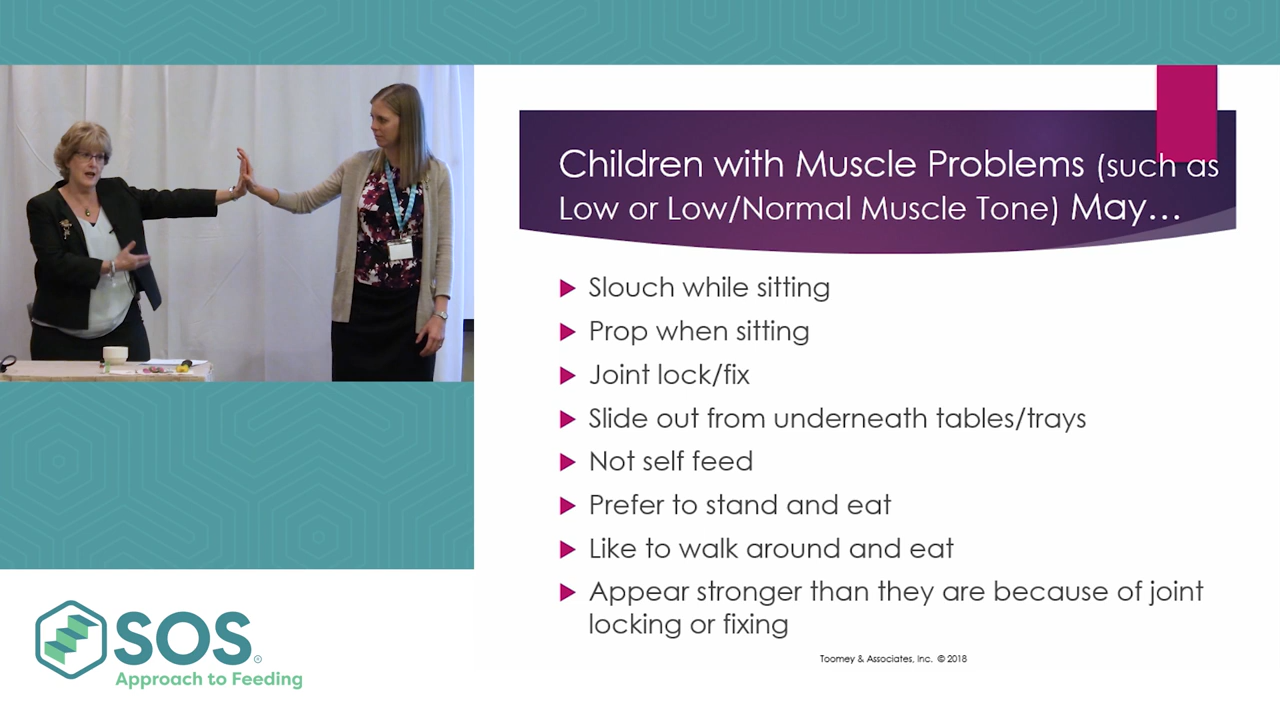 Children with Muscle Problems (such as
Low or Low/Normal Muscle Tone) May...
Slouch while sitting
Prop when sitting
Joint lock/fix
Slide out from underneath tables/trays
Not self feed
Prefer to stand and eat
Like to walk around and eat
Appear stronger than they are because of joint
locking or fixing
Toomey & Associates, Inc. © 2018
SOS®
Approach to Feeding